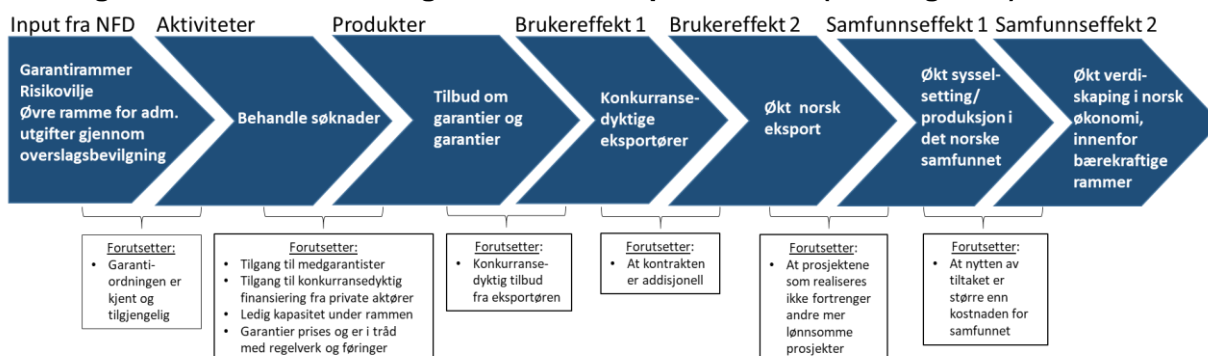 Input fra NFD
Aktiviteter
Produkter
Brukereffekt 1
Brukereffekt 2
Samfunnseffekt 1
Samfunnseffekt 2
Garantirammer
Risikovilje
Øvre ramme for adm.
utgifter gjennom
overslagsbevilgning
Behandle søknader
Tilbud om
garantier og
garantier
Konkurranse-
dyktige
eksportører
Økt norsk
eksport
Økt syssel-
setting/
produksjon i
det norske
samfunnet
Økt verdi-
skaping i norsk
økonomi,
innenfor
bærekraftige
rammer
Forutsetter:
• Garanti-
ordningen er
kjent og
tilgjengelig
Forutsetter:
• Tilgang til medgarantister
• Tilgang til konkurransedyktig
finansiering fra private aktører
• Ledig kapasitet under rammen
• Garantier prises og er i tråd
med regelverk og føringer
Forutsetter:
• Konkurranse-
dyktig tilbud
fra eksportøren
Forutsetter:
• At kontrakten
er addisjonell
Forutsetter:
• At prosjektene
som realiseres
ikke fortrenger
andre mer
lønnsomme
prosjekter
Forutsetter:
• At nytten av
tiltaket er
større enn
kostnaden for
samfunnet